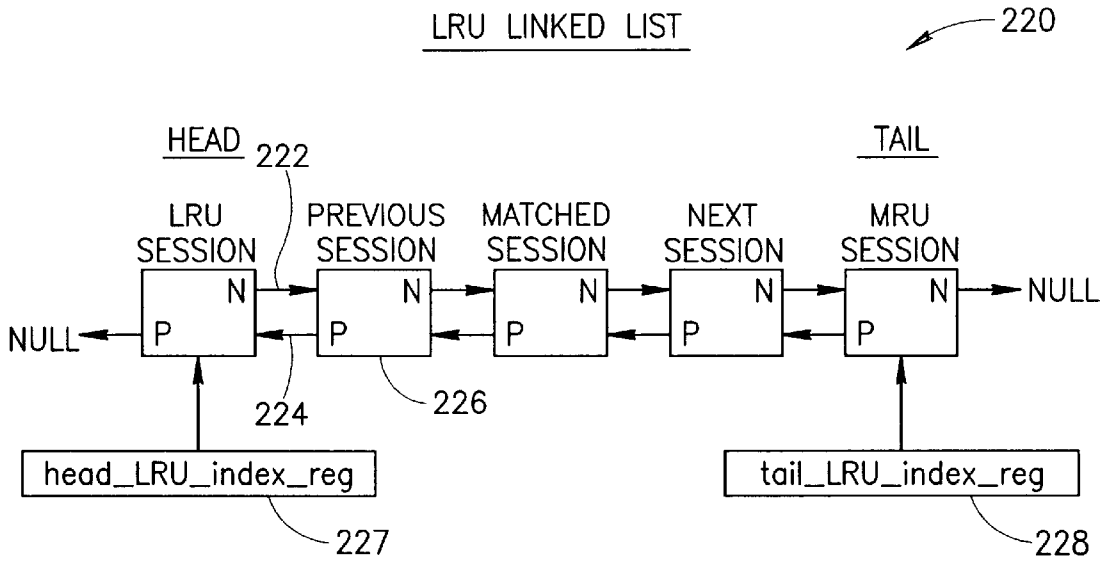 LRU LINKED LIST
220
HEAD
222
TAIL
LRU SESSION
PREVIOUS SESSION
MATCHED SESSION
NEXT SESSION
MRU SESSION
N
N
N
N
N
NULL
NULL
P
P
P
P
P
224
226
head_LRU_index_reg
tail_LRU_index_reg
227
228